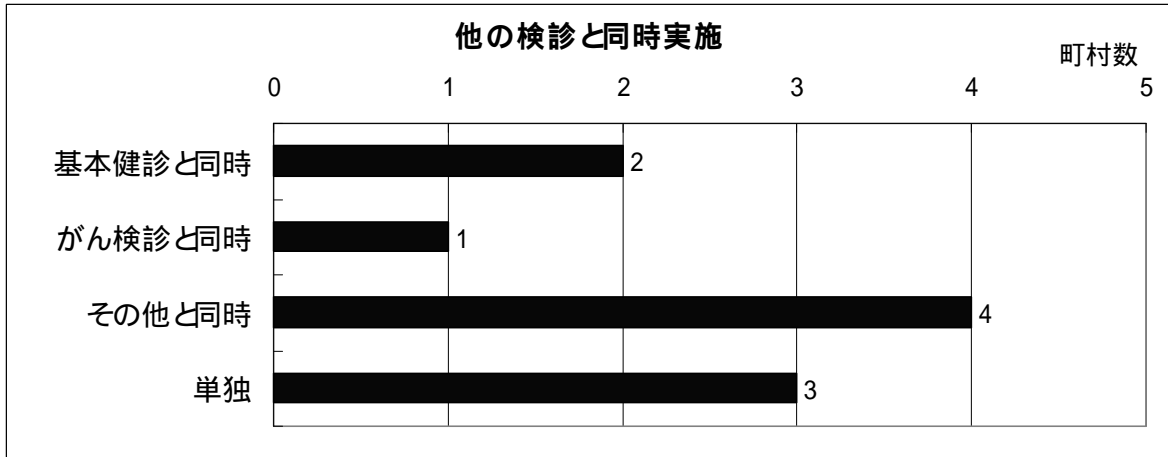 他の検診と同時実施
町村数
0 1 2 3 4 5
基本健診と同時 2
がん検診と同時 1
その他と同時 4
単独 3